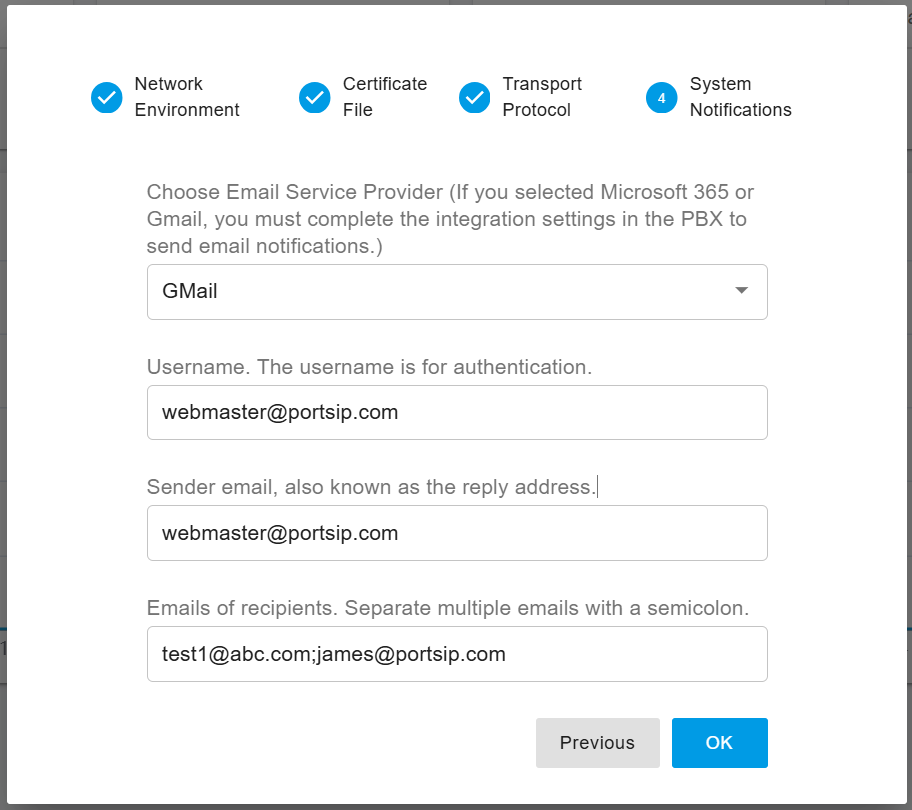 Network
Environment
Certificate
File
Transport
Protocol
4
System
Notifications
Choose Email Service Provider (If you selected Microsoft 365 or
Gmail, you must complete the integration settings in the PBX to
send email notifications.)
GMail
Username. The username is for authentication.
webmaster@portsip.com
Sender email, also known as the reply address.
webmaster@portsip.com
Emails of recipients. Separate multiple emails with a semicolon.
test1@abc.com;james@portsip.com
Previous
OK